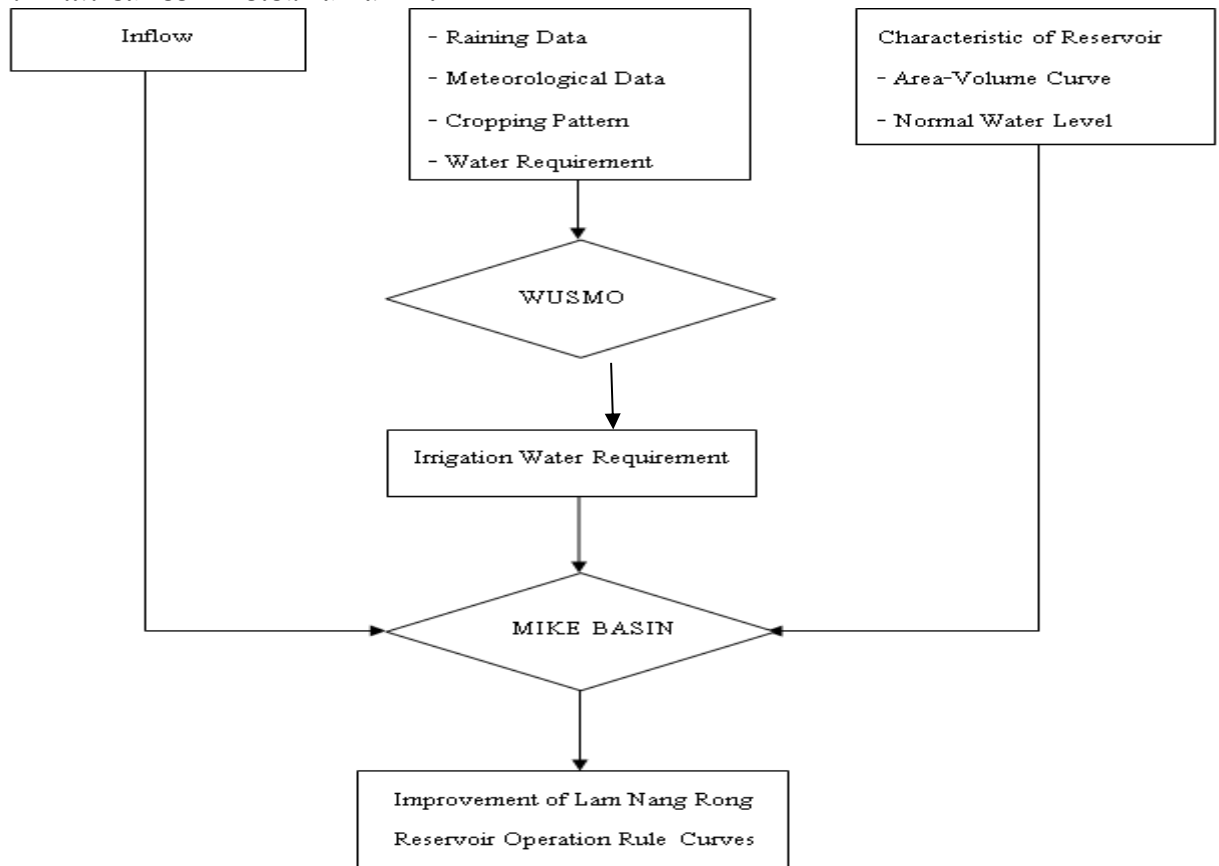 Inflow
- Raining Data
- Meteorological Data
- Cropping Pattern
- Water Requirement
Characteristic of Reservoir
- Area-Volume Curve
- Normal Water Level
WUSMO
Irrigation Water Requirement
MIKE BASIN
Improvement of Lam Nang Rong
Reservoir Operation Rule Curves